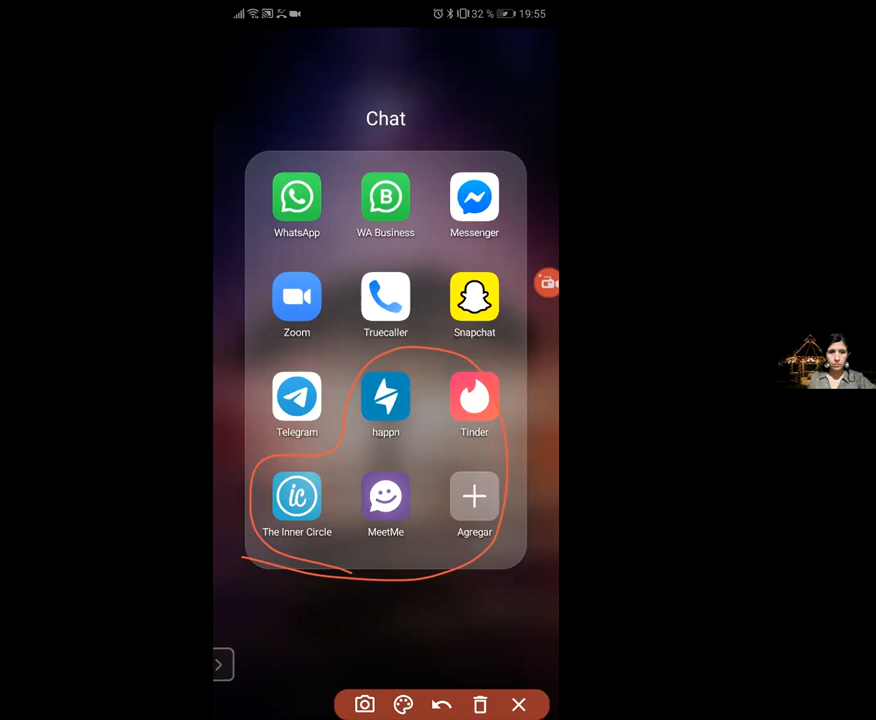 32 % 19:55
Chat
WhatsApp WA Business Messenger
Zoom Truecaller Snapchat
Telegram happn Tinder
ic
The Inner Circle MeetMe Agregar